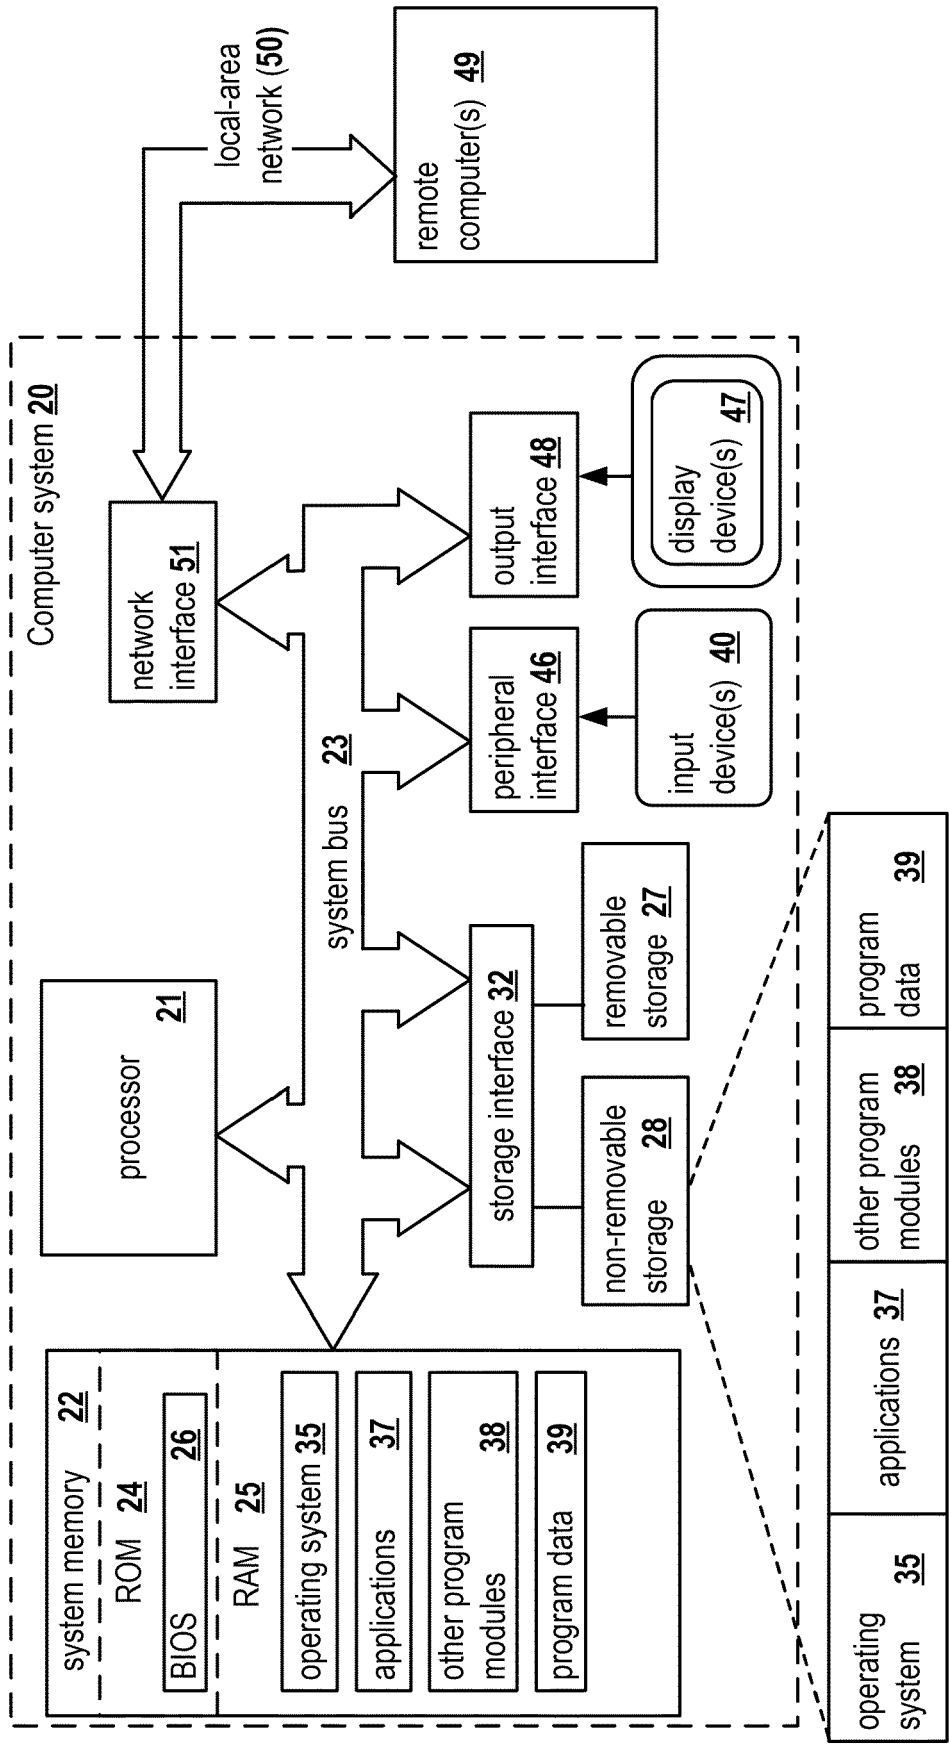 Computer system 20
system memory 22
ROM 24
BIOS 26
RAM 25
operating system 35
applications 37
other program
modules 38
program data 39
processor 21
network
interface 51
local-area
network (50)
remote
computer(s) 49
system bus 23
storage interface 32
peripheral
interface 46
output
interface 48
non-removable
storage 28
removable
storage 27
input
device(s) 40
display
device(s) 47
operating
system 35
applications 37
other program
modules 38
program
data 39